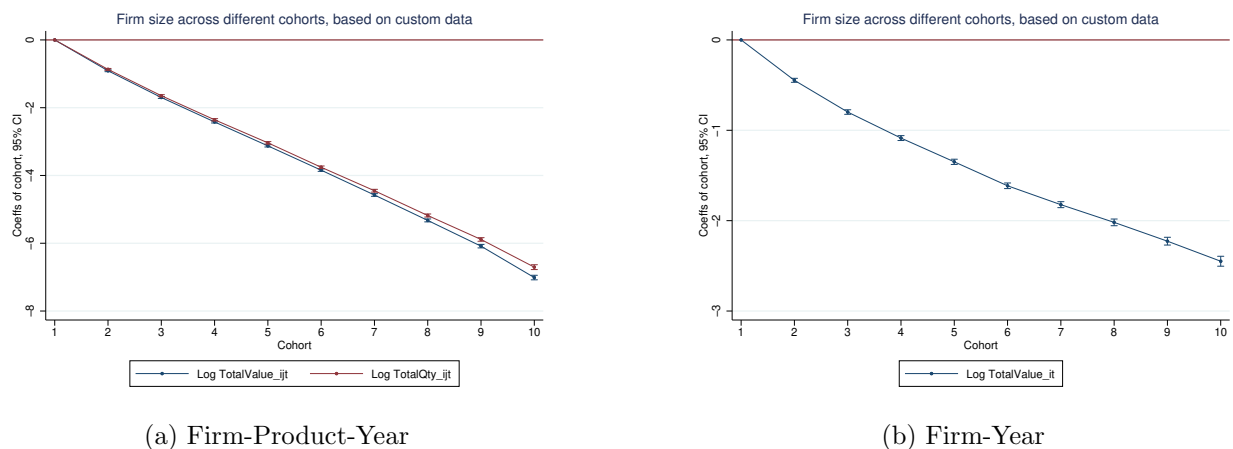 Firm size across different cohorts, based on custom data
Coeffs of cohort, 95% CI
0
-2
-4
-6
-8
1 2 3 4 5 6 7 8 9 10
Cohort
Log TotalValue_ijt Log TotalQty_ijt
(a) Firm-Product-Year
Firm size across different cohorts, based on custom data
Coeffs of cohort, 95% CI
0
-1
-2
-3
1 2 3 4 5 6 7 8 9 10
Cohort
Log TotalValue_it
(b) Firm-Year